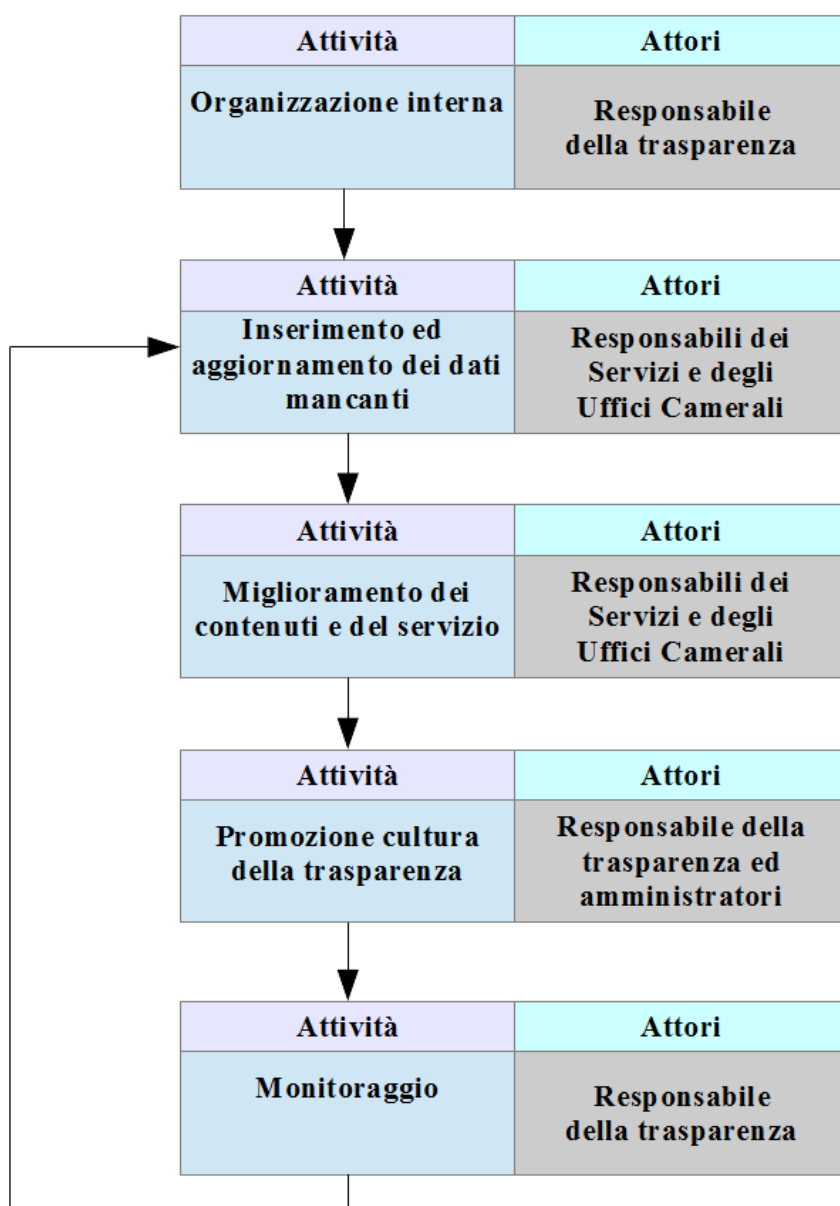 Attività
Attori
Organizzazione interna
Responsabile
della trasparenza
Attività
Attori
Inserimento ed
aggiornamento dei dati
mancanti
Responsabili dei
Servizi e degli
Uffici Camerali
Attività
Attori
Miglioramento dei
contenuti e del servizio
Responsabili dei
Servizi e degli
Uffici Camerali
Attività
Attori
Promozione cultura
della trasparenza
Responsabile della
trasparenza ed
amministratori
Attività
Attori
Monitoraggio
Responsabile
della trasparenza